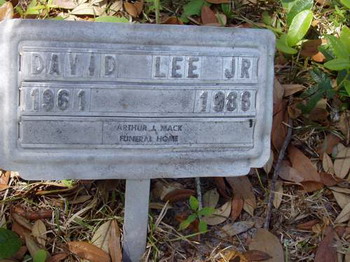 DAVID LEE JR
1961 1986
ARTHUR J. MACK
FUNERAL HOME